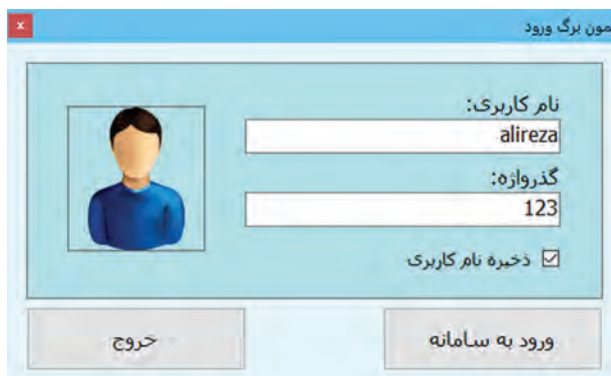 مون برگ ورود
نام کاربری:
alireza
گذرواژه:
123
ذخیره نام کاربری
ورود به سامانه
خروج